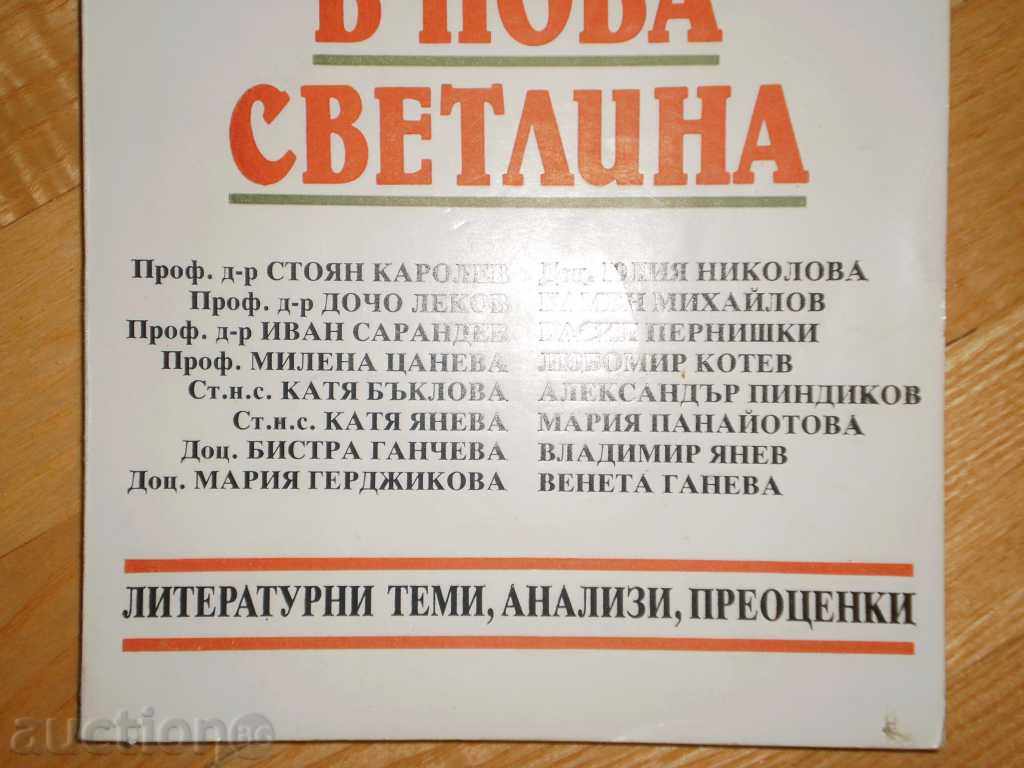 В НОВА
СВЕТЛИНА
Проф. д-р СТОЯН КАРОЛЕВ
Проф. д-р ДОЧО ЛЕКОВ
Проф. д-р ИВАН САРАНДЕВ
Проф. МИЛЕНА ЦАНЕВА
Ст.н.с. КАТЯ БЪКЛОВА
Ст.н.с. КАТЯ ЯНЕВА
Доц. БИСТРА ГАНЧЕВА
Доц. МАРИЯ ГЕРДЖИКОВА
Доц. ЮЛИЯ НИКОЛОВА
КАМЕН МИХАЙЛОВ
ВАСИЛ ПЕРНИШКИ
ЛЮБОМИР КОТЕВ
АЛЕКСАНДЪР ПИНДИКОВ
МАРИЯ ПАНАЙОТОВА
ВЛАДИМИР ЯНЕВ
ВЕНЕТА ГАНЕВА
ЛИТЕРАТУРНИ ТЕМИ, АНАЛИЗИ, ПРЕОЦЕНКИ
auction BG